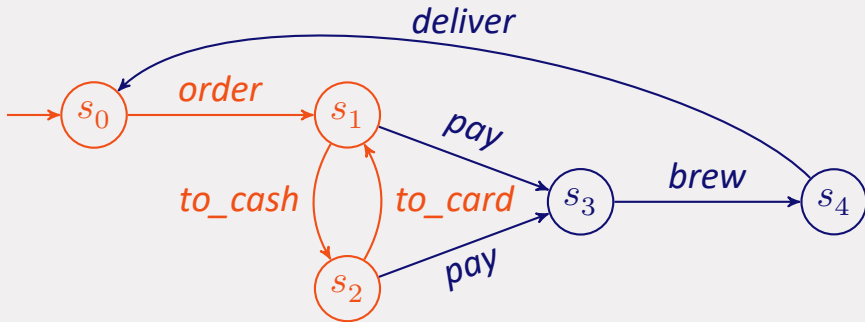 deliver
order
s0
s1
pay
to_cash
to_card
s3
brew
s4
pay
s2